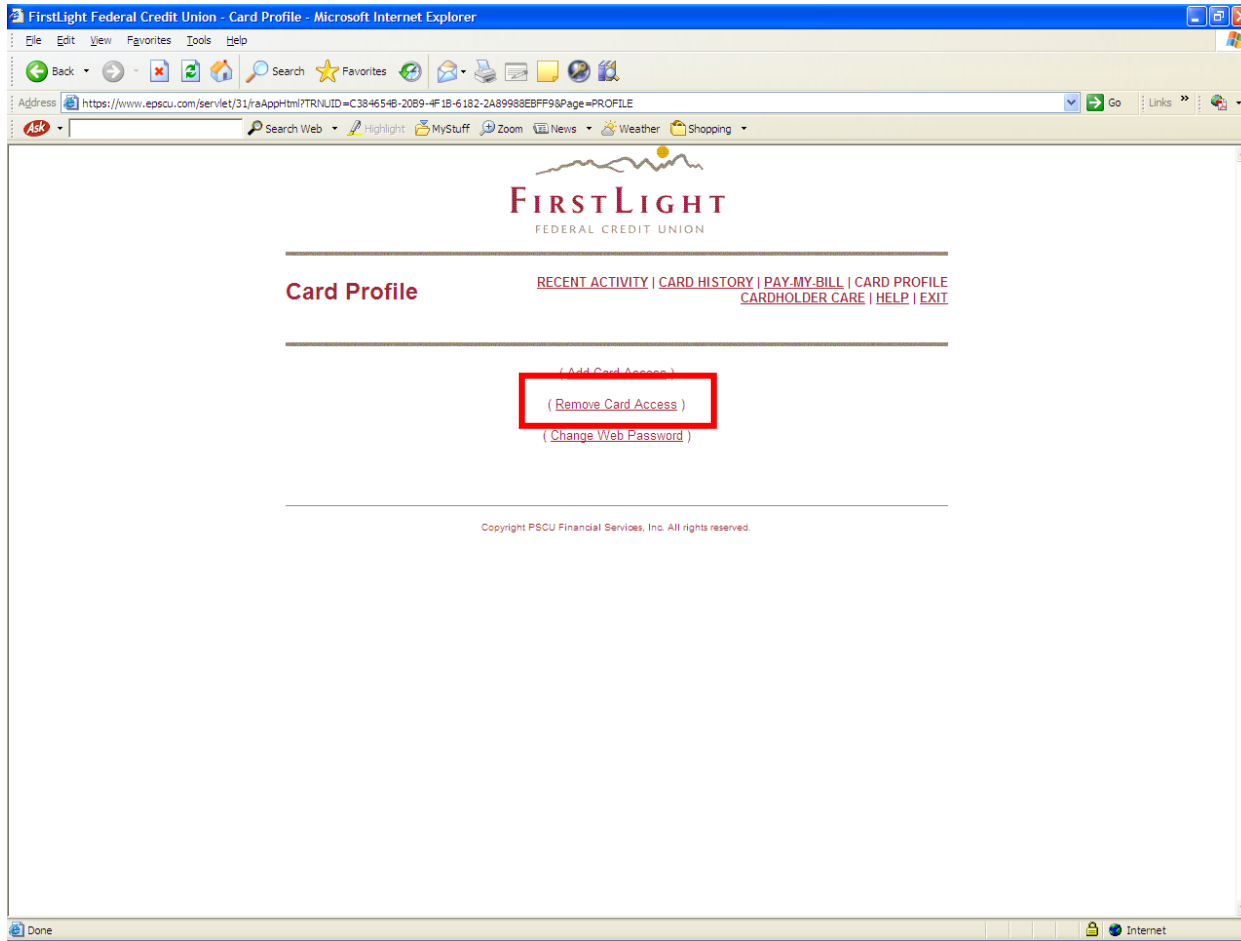 FirstLight Federal Credit Union - Card Profile - Microsoft Internet Explorer
File Edit View Favorites Tools Help
Back Search Favorites
Address https://www.epscu.com/servlet/31/raAppHtml?TRNUID=C384654B-20B9-4F1B-6182-2A89988EBFF9&Page=PROFILE Go Links »
Ask Search Web Highlight MyStuff Zoom News Weather Shopping
FIRSTLIGHT
FEDERAL CREDIT UNION
Card Profile
RECENT ACTIVITY | CARD HISTORY | PAY-MY-BILL | CARD PROFILE
CARDHOLDER CARE | HELP | EXIT
( Add Card Access )
( Remove Card Access )
( Change Web Password )
Copyright PSCU Financial Services, Inc. All rights reserved.
Done Internet